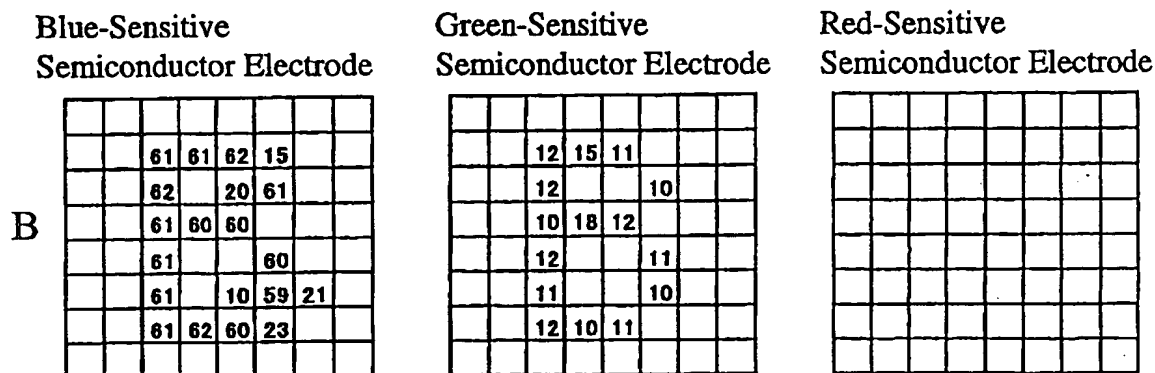 Blue-Sensitive
Semiconductor Electrode
Green-Sensitive
Semiconductor Electrode
Red-Sensitive
Semiconductor Electrode
B
61 61 62 15
62 20 61
61 60 60
61 60
61 10 59 21
61 62 60 23
12 15 11
12 10
10 18 12
12 11
11 10
12 10 11